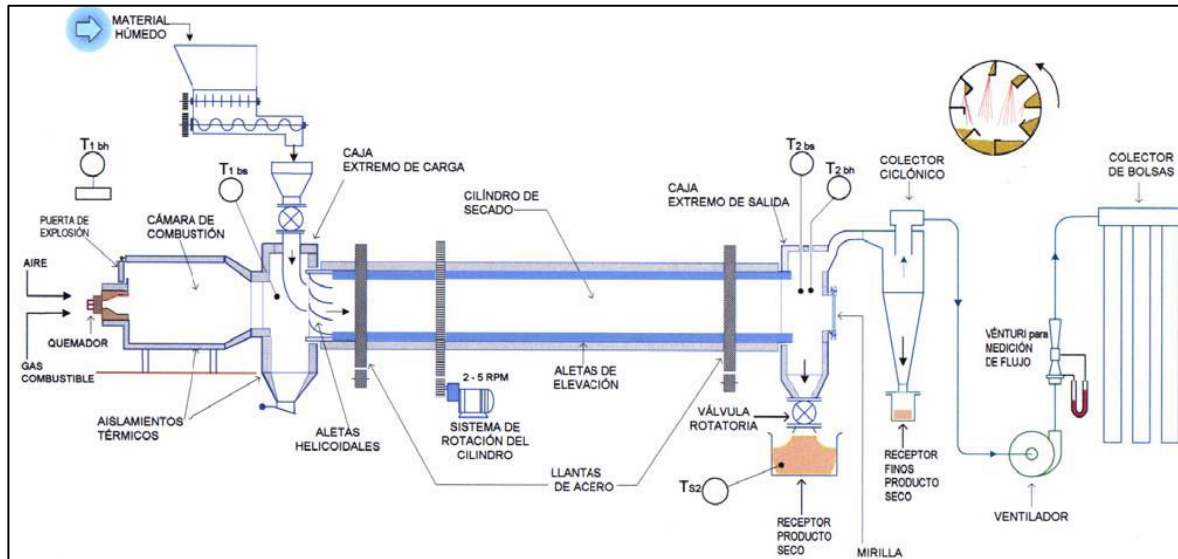 MATERIAL
HÚMEDO
T1 bh
T1 bs
CAJA
EXTREMO DE CARGA
CILÍNDRO DE
SECADO
T2 bs
T2 bh
CAJA
EXTREMO DE SALIDA
COLECTOR
CICLÓNICO
COLECTOR
DE BOLSAS
PUERTA DE
EXPLOSIÓN
CÁMARA DE
COMBUSTIÓN
AIRE
QUEMADOR
GAS
COMBUSTIBLE
AISLAMIENTOS
TÉRMICOS
ALETAS
HELICOIDALES
2 - 5 RPM
SISTEMA DE
ROTACIÓN DEL
CILINDRO
ALETAS DE
ELEVACIÓN
LLANTAS
DE ACERO
VÁLVULA
ROTATORIA
TS2
RECEPTOR
PRODUCTO
SECO
MIRILLA
RECEPTOR
FINOS
PRODUCTO
SECO
VÉNTURI para
MEDICIÓN
DE FLUJO
VENTILADOR